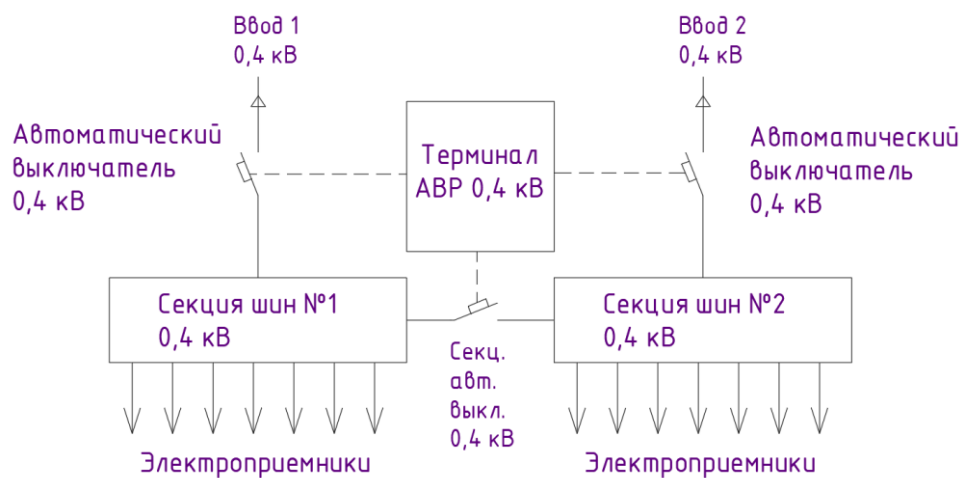 Ввод 1
0,4 кВ
Ввод 2
0,4 кВ
Автоматический
выключатель
0,4 кВ
Терминал
АВР 0,4 кВ
Автоматический
выключатель
0,4 кВ
Секция шин №1
0,4 кВ
Секц.
авт.
выкл.
0,4 кВ
Секция шин №2
0,4 кВ
Электроприемники
Электроприемники